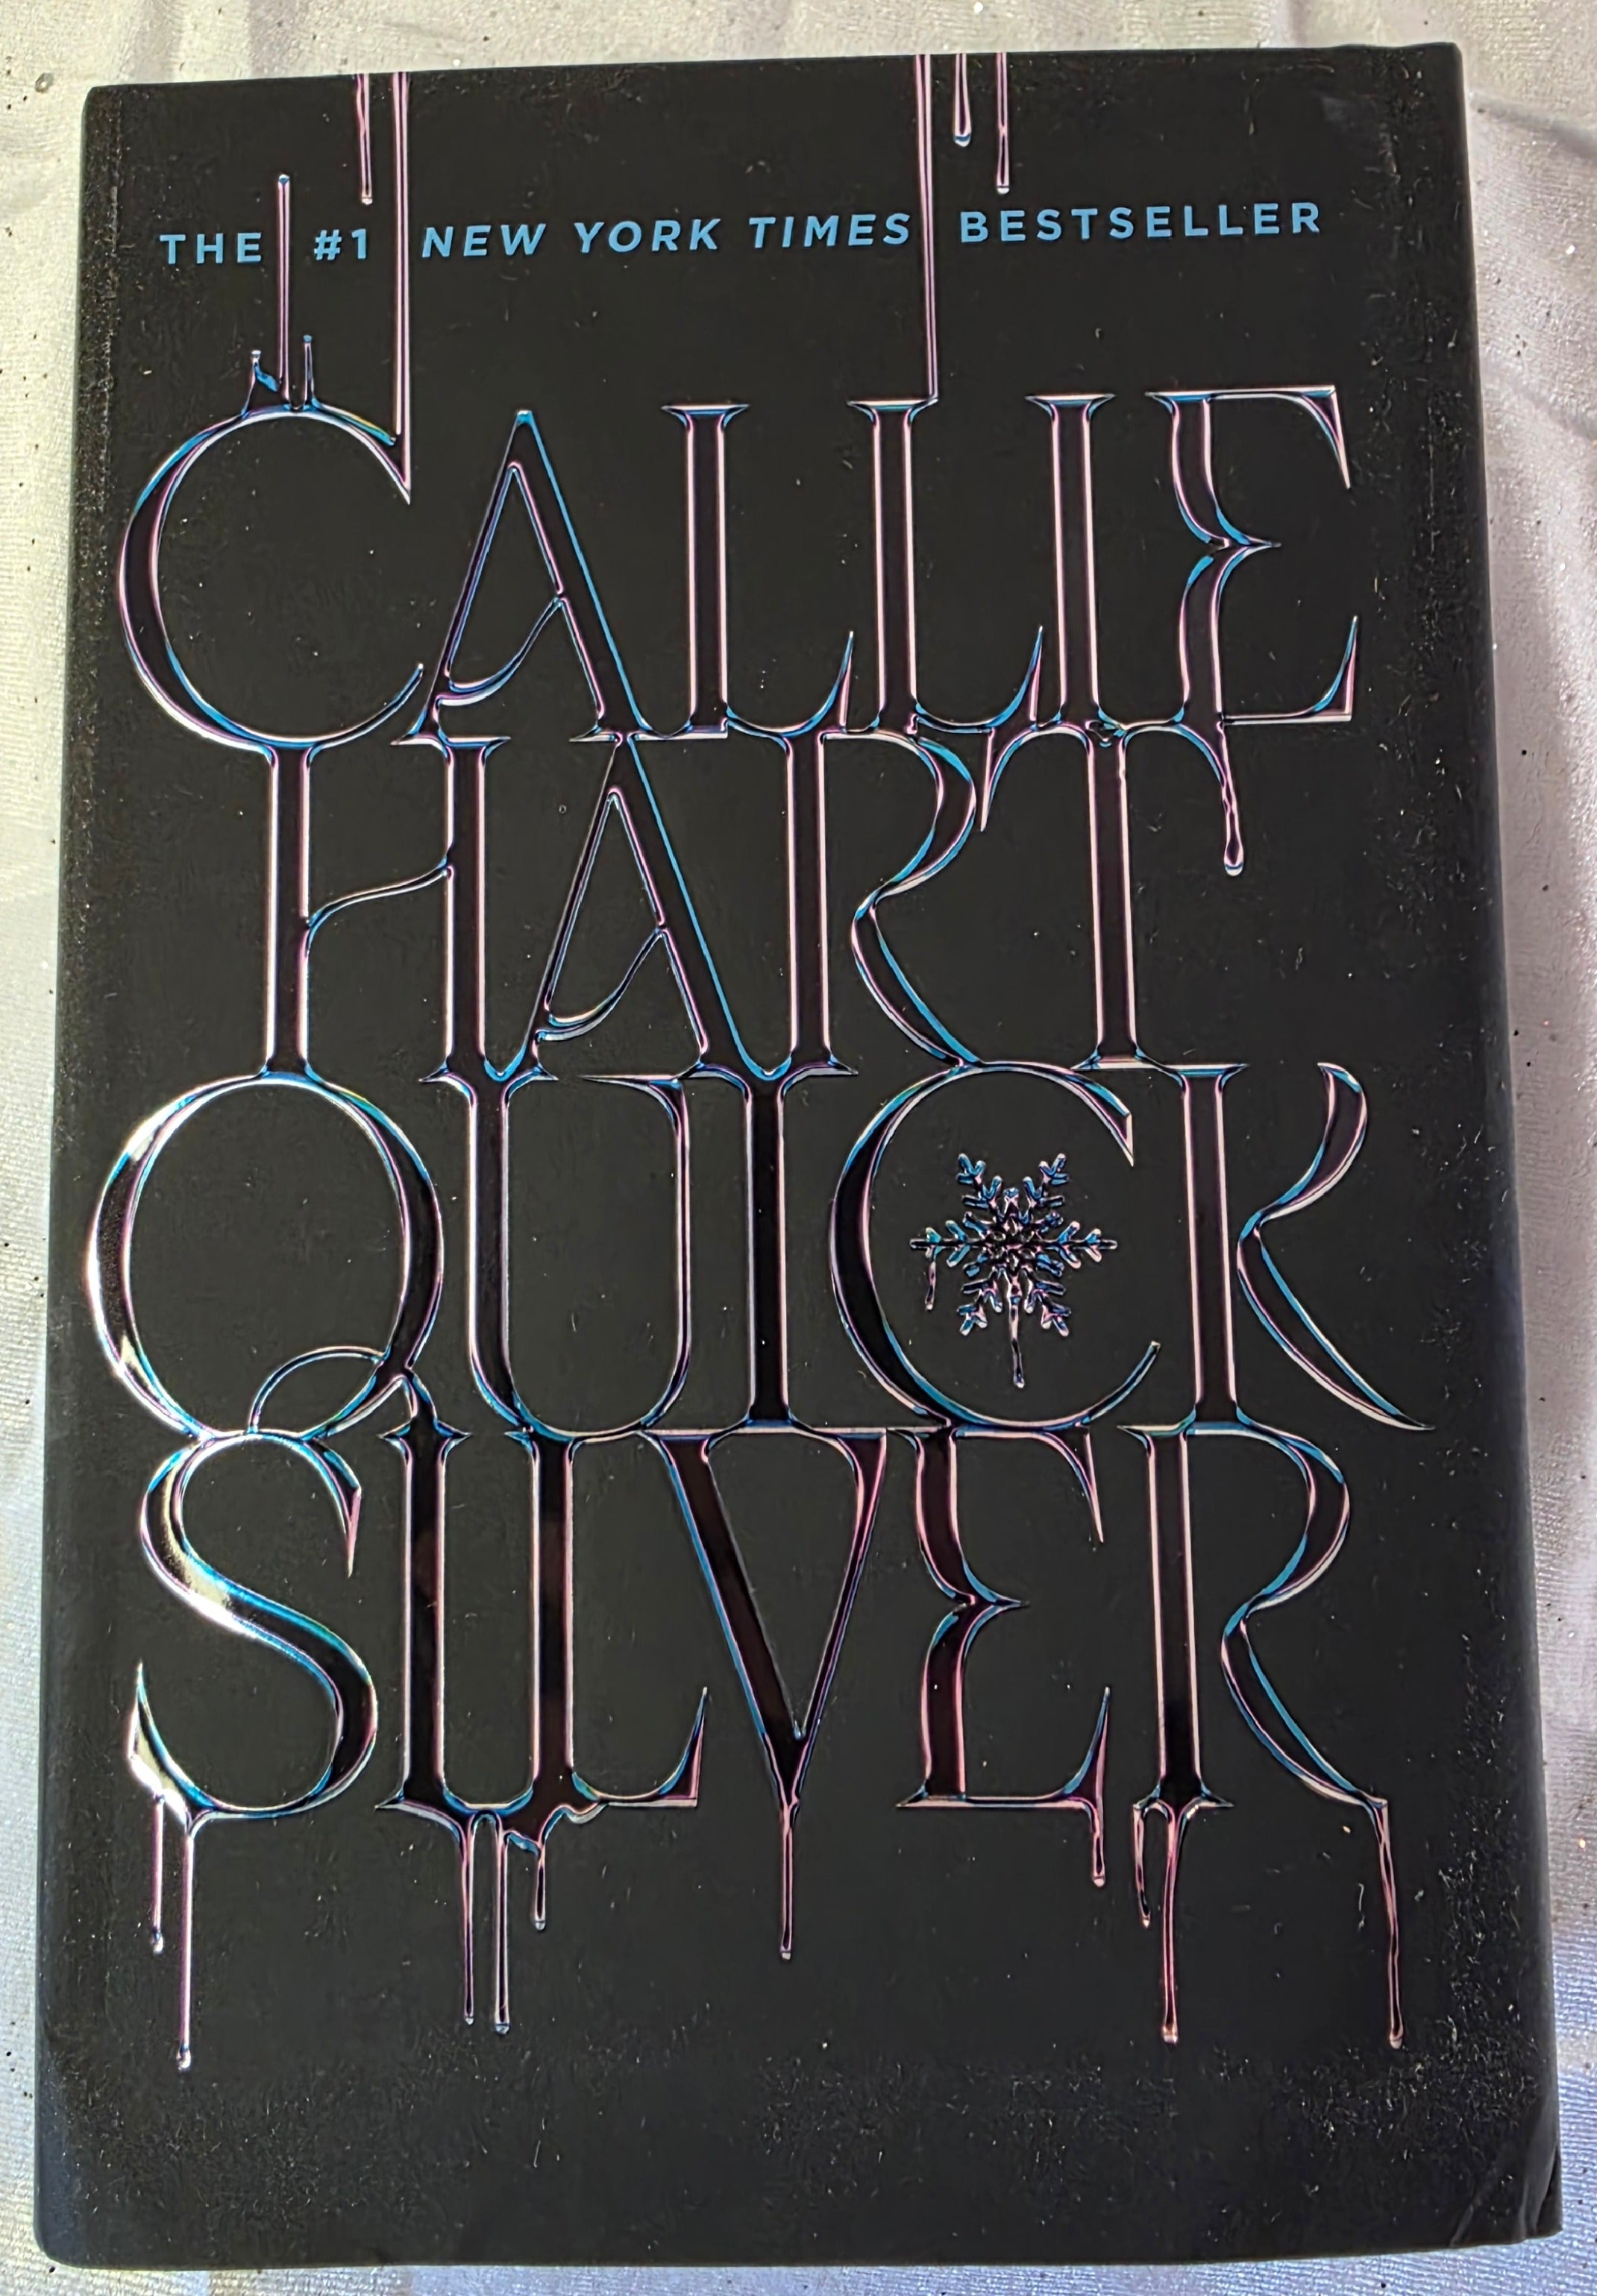 THE #1 NEW YORK TIMES BESTSELLER
CALLIE
HART
QUICK
SILVER